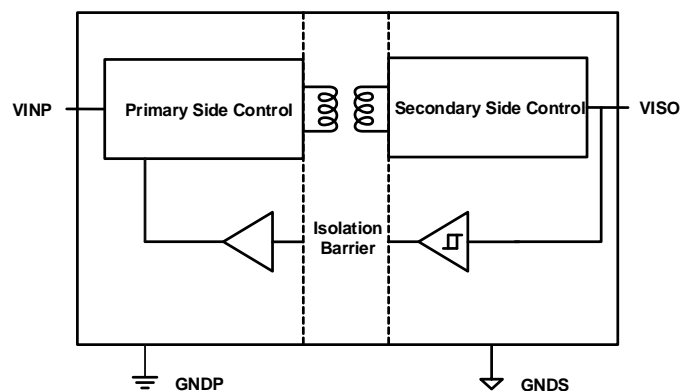 VINP
Primary Side Control
Secondary Side Control
VISO
Isolation
Barrier
GNDP
GNDS